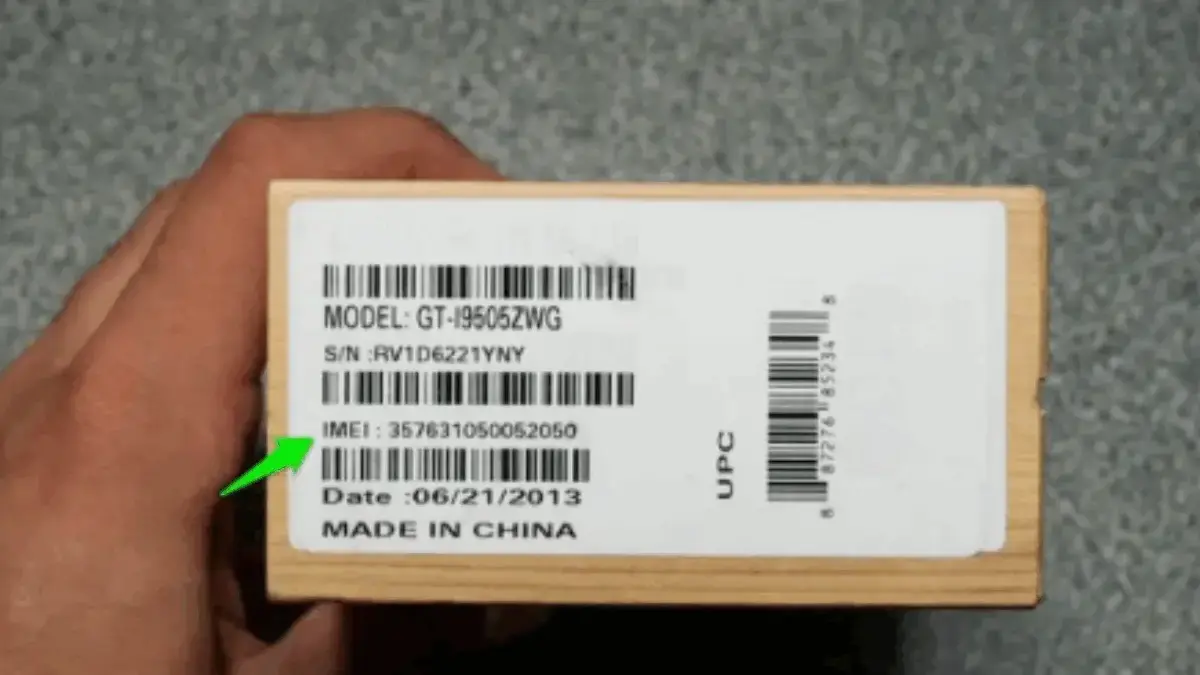 MODEL: GT-I9505ZWG
S/N :RV1D6221YNY
IMEI : 357631050052050
Date :06/21/2013
MADE IN CHINA
UPC
8 87276 85234 8